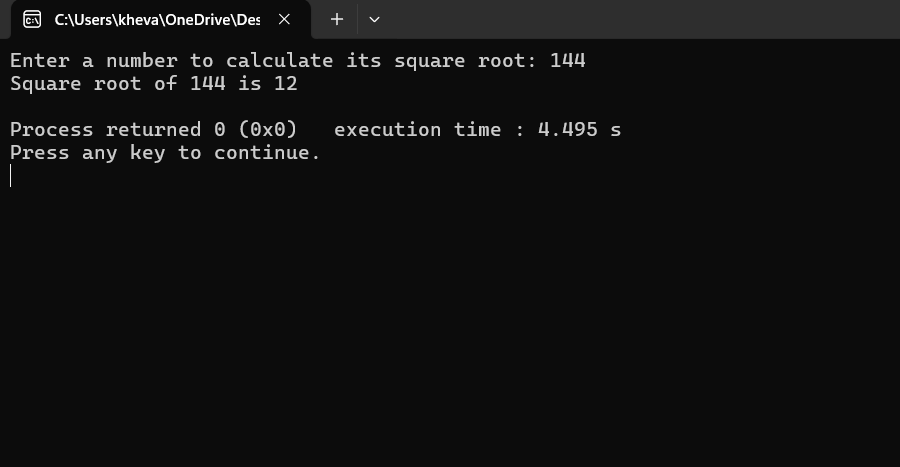 C:\Users\kheva\OneDrive\Des
Enter a number to calculate its square root: 144
Square root of 144 is 12
Process returned 0 (0x0)   execution time : 4.495 s
Press any key to continue.